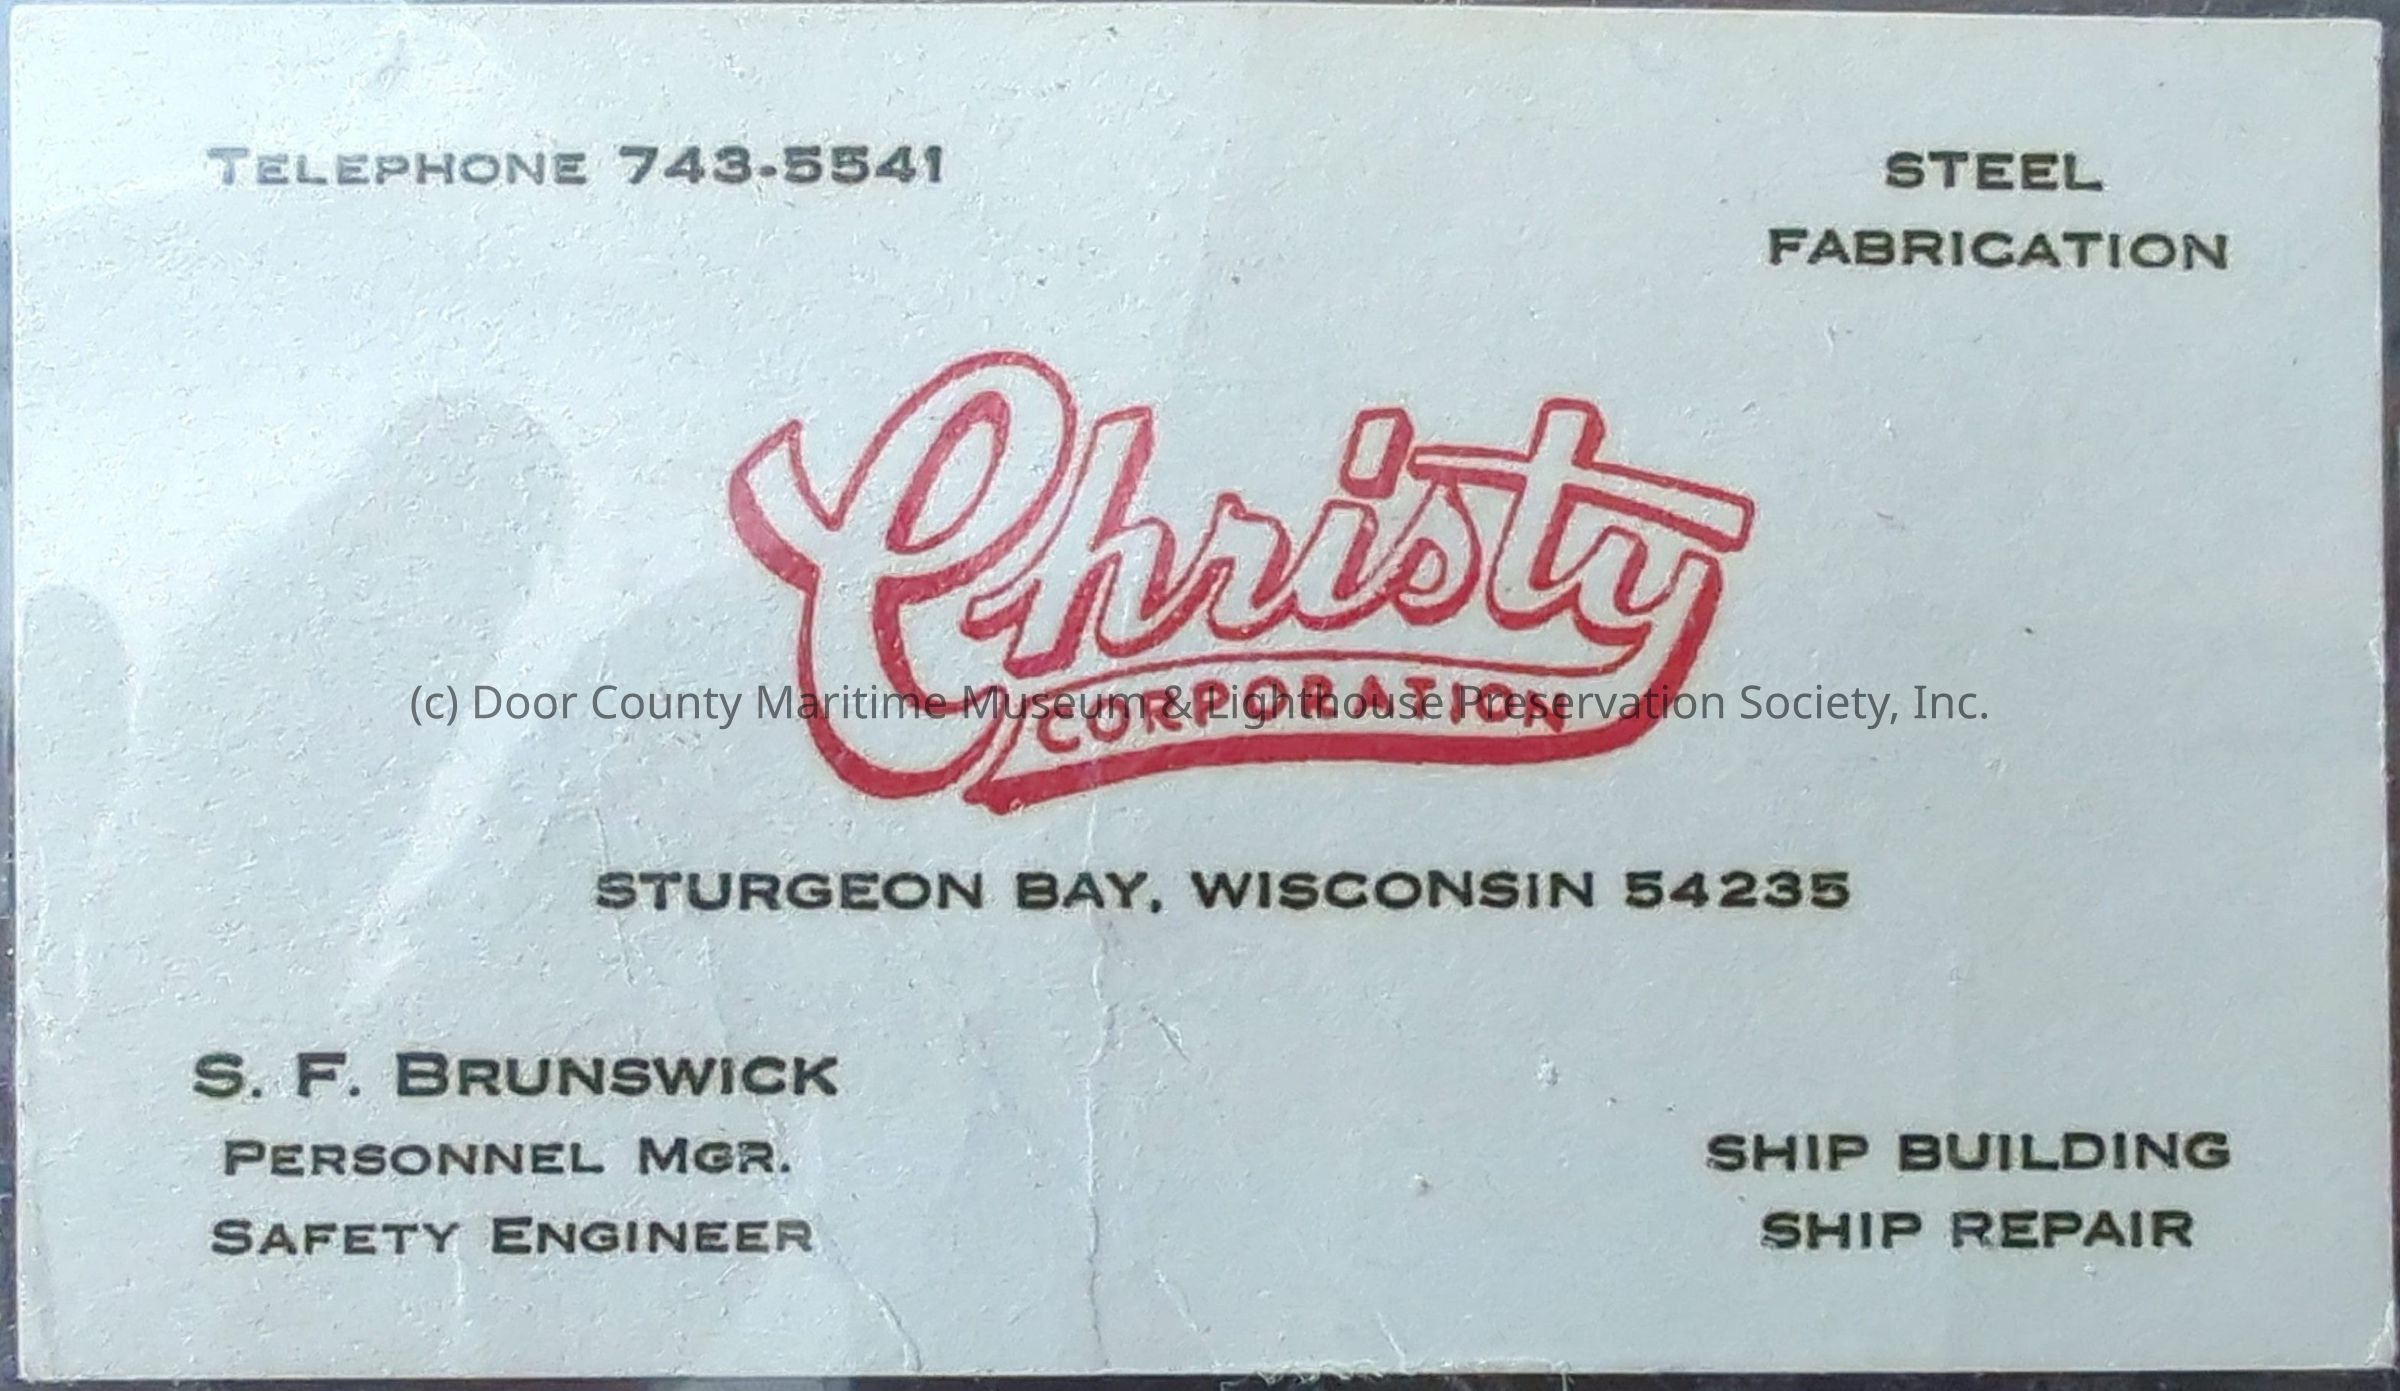 TELEPHONE 743-5541
STEEL
FABRICATION
Christy
CORPORATION
(c) Door County Maritime Museum & Lighthouse Preservation Society, Inc.
STURGEON BAY, WISCONSIN 54235
S. F. BRUNSWICK
PERSONNEL MGR.
SAFETY ENGINEER
SHIP BUILDING
SHIP REPAIR